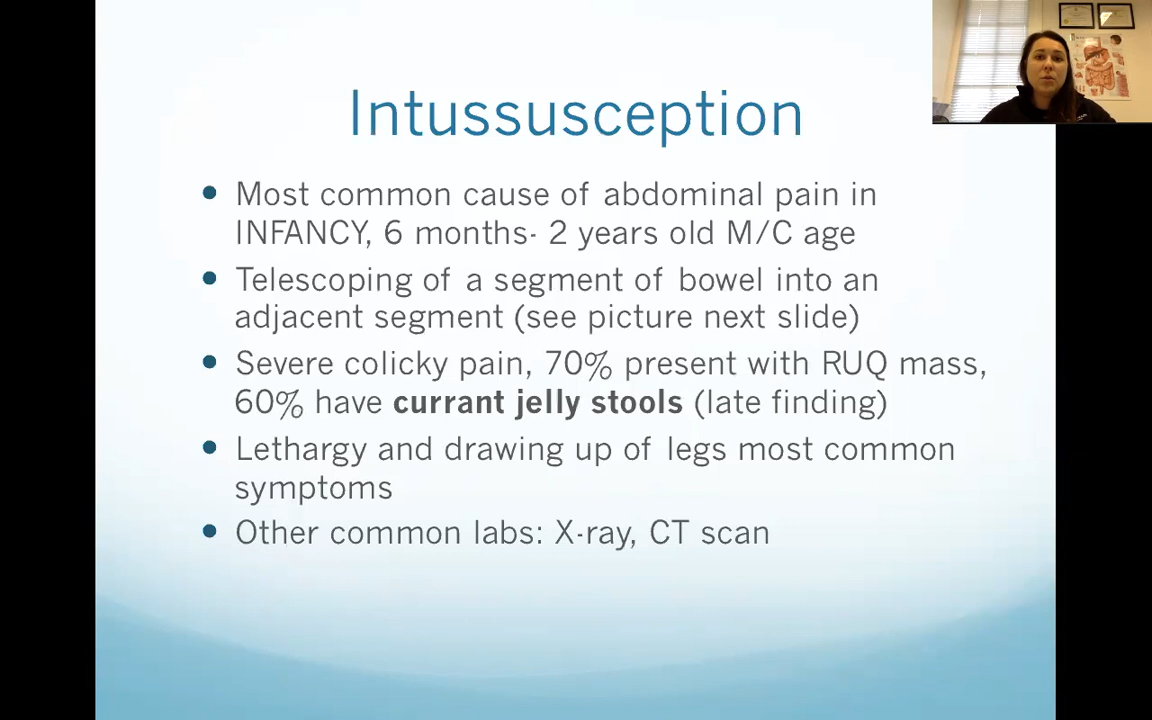 Intussusception
• Most common cause of abdominal pain in
INFANCY, 6 months- 2 years old M/C age
• Telescoping of a segment of bowel into an
adjacent segment (see picture next slide)
• Severe colicky pain, 70% present with RUQ mass,
60% have currant jelly stools (late finding)
• Lethargy and drawing up of legs most common
symptoms
• Other common labs: X-ray, CT scan